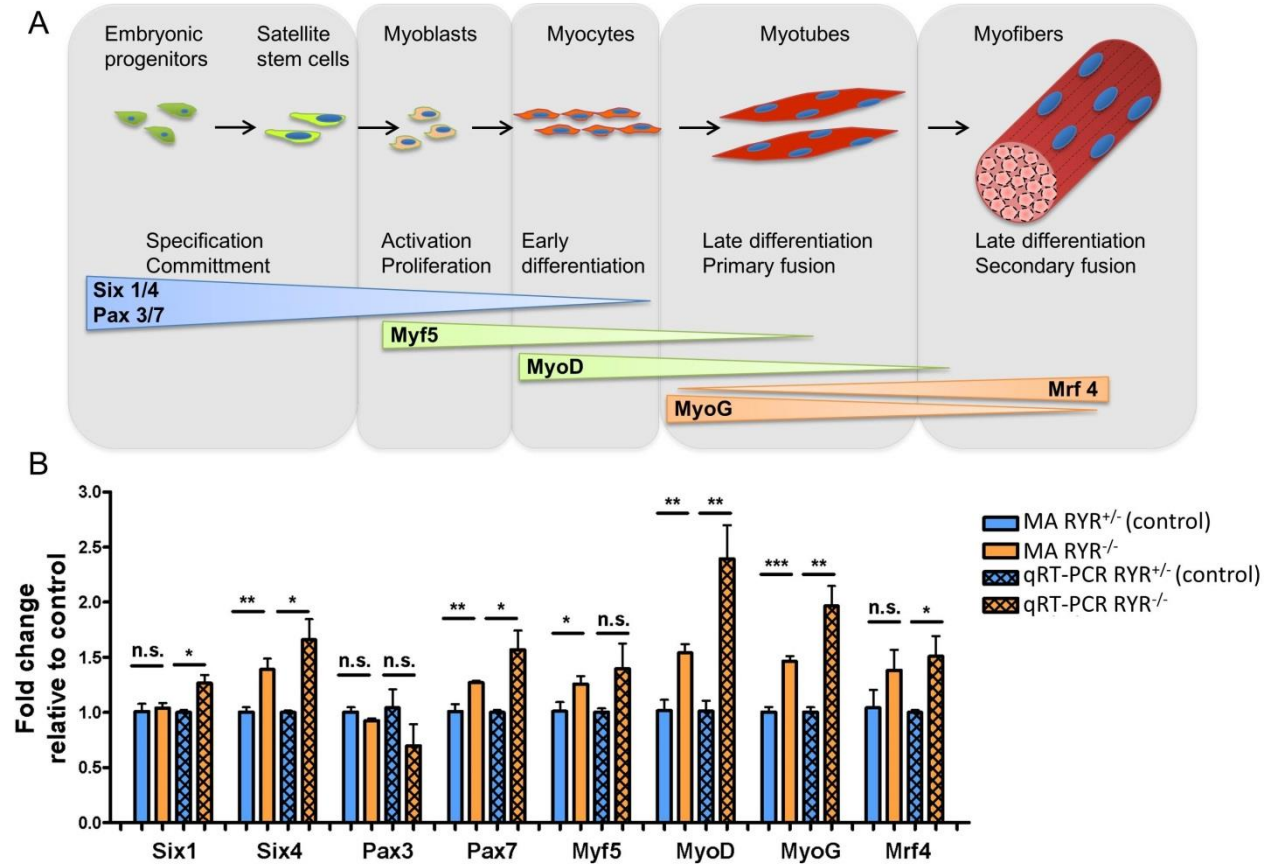 A
Embryonic
progenitors
Satellite
stem cells
Myoblasts
Myocytes
Myotubes
Myofibers
Specification
Committment
Activation
Proliferation
Early
differentiation
Late differentiation
Primary fusion
Late differentiation
Secondary fusion
Six 1/4
Pax 3/7
Myf5
MyoD
Mrf 4
MyoG
B
Fold change
relative to control
3.0
2.5
2.0
1.5
1.0
0.5
0.0
n.s. *
** *
n.s. n.s.
** *
* n.s.
** **
*** **
n.s. *
Six1 Six4 Pax3 Pax7 Myf5 MyoD MyoG Mrf4
MA RYR+/- (control)
MA RYR-/-
qRT-PCR RYR+/- (control)
qRT-PCR RYR-/-